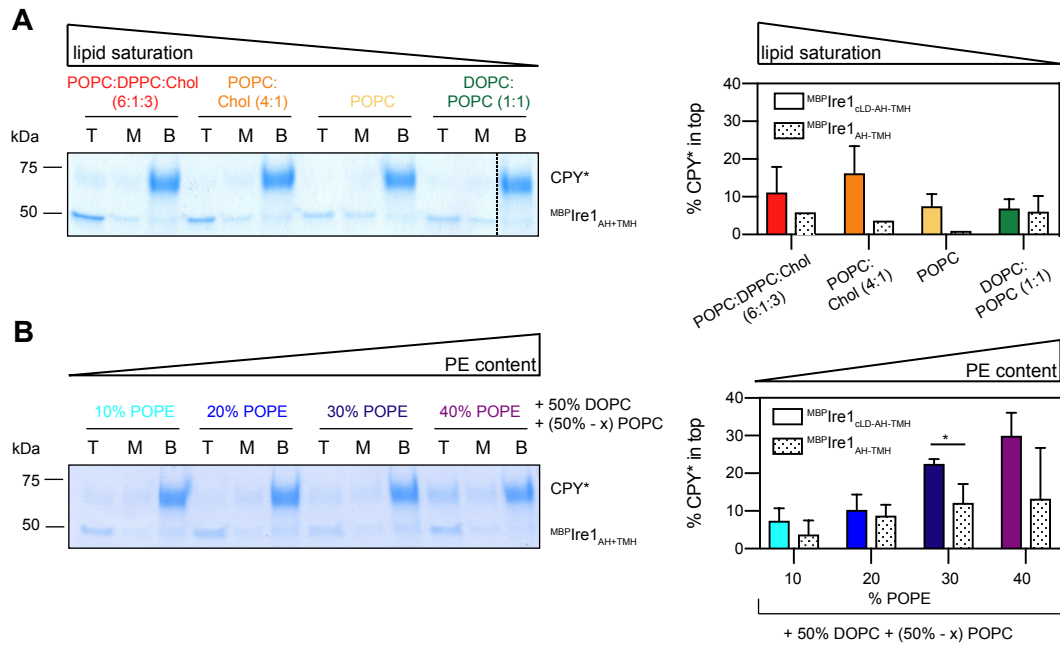 A
lipid saturation
POPC:DPPC:Chol
(6:1:3)
POPC:
Chol (4:1)
POPC
DOPC:
POPC (1:1)
kDa
T M B T M B T M B T M B
75
50
CPY*
MBPIre1AH+TMH
lipid saturation
% CPY* in top
40
30
20
10
0
MBPIre1cLD-AH-TMH
MBPIre1AH-TMH
POPC:DPPC:Chol
(6:1:3)
POPC:
Chol (4:1)
POPC
DOPC:
POPC (1:1)
B
PE content
10% POPE 20% POPE 30% POPE 40% POPE
+ 50% DOPC
+ (50% - x) POPC
T M B T M B T M B T M B
75
50
CPY*
MBPIre1AH+TMH
PE content
% CPY* in top
40
30
20
10
0
MBPIre1cLD-AH-TMH
MBPIre1AH-TMH
*
10 20 30 40
% POPE
+ 50% DOPC + (50% - x) POPC